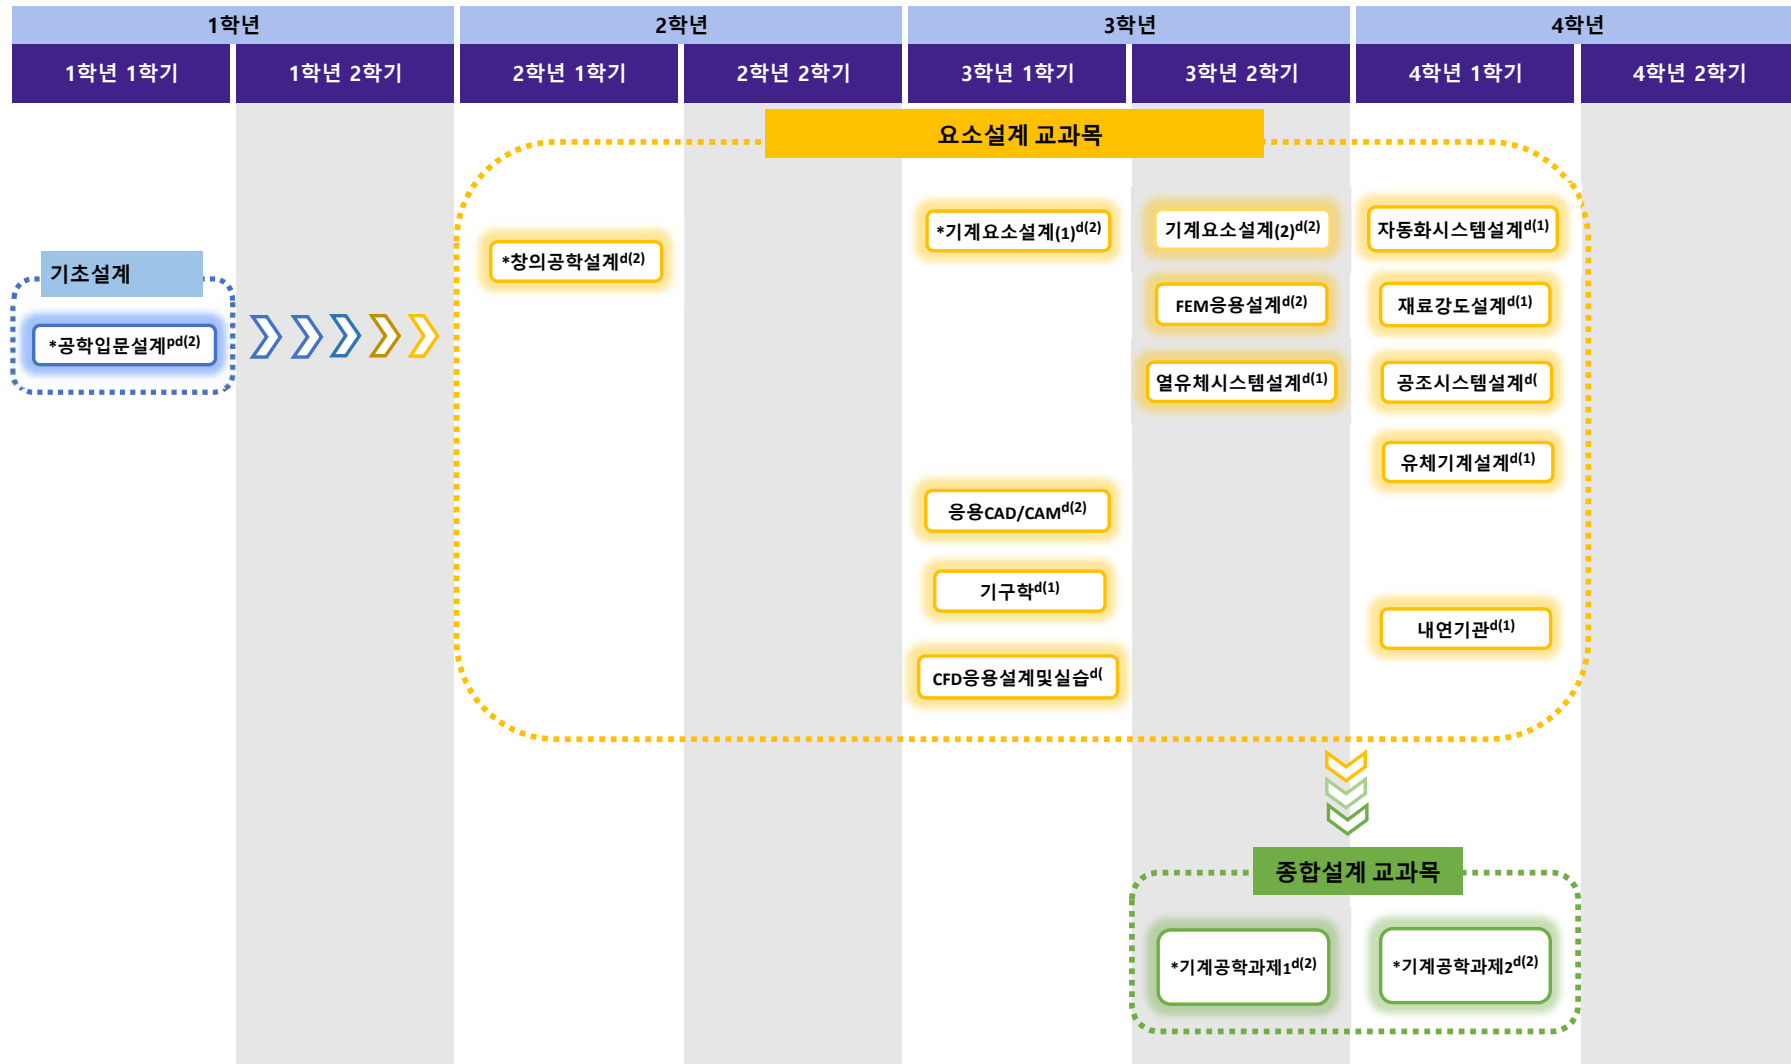 1학년
2학년
3학년
4학년
1학년 1학기
1학년 2학기
2학년 1학기
2학년 2학기
3학년 1학기
3학년 2학기
4학년 1학기
4학년 2학기
요소설계 교과목
*기계요소설계(1)d(2)
기계요소설계(2)d(2)
자동화시스템설계d(1)
*창의공학설계d(2)
기초설계
FEM응용설계d(2)
재료강도설계d(1)
*공학입문설계pd(2)
열유체시스템설계d(1)
공조시스템설계d(
유체기계설계d(1)
응용CAD/CAMd(2)
기구학d(1)
내연기관d(1)
CFD응용설계및실습d(
종합설계 교과목
*기계공학과제1d(2)
*기계공학과제2d(2)